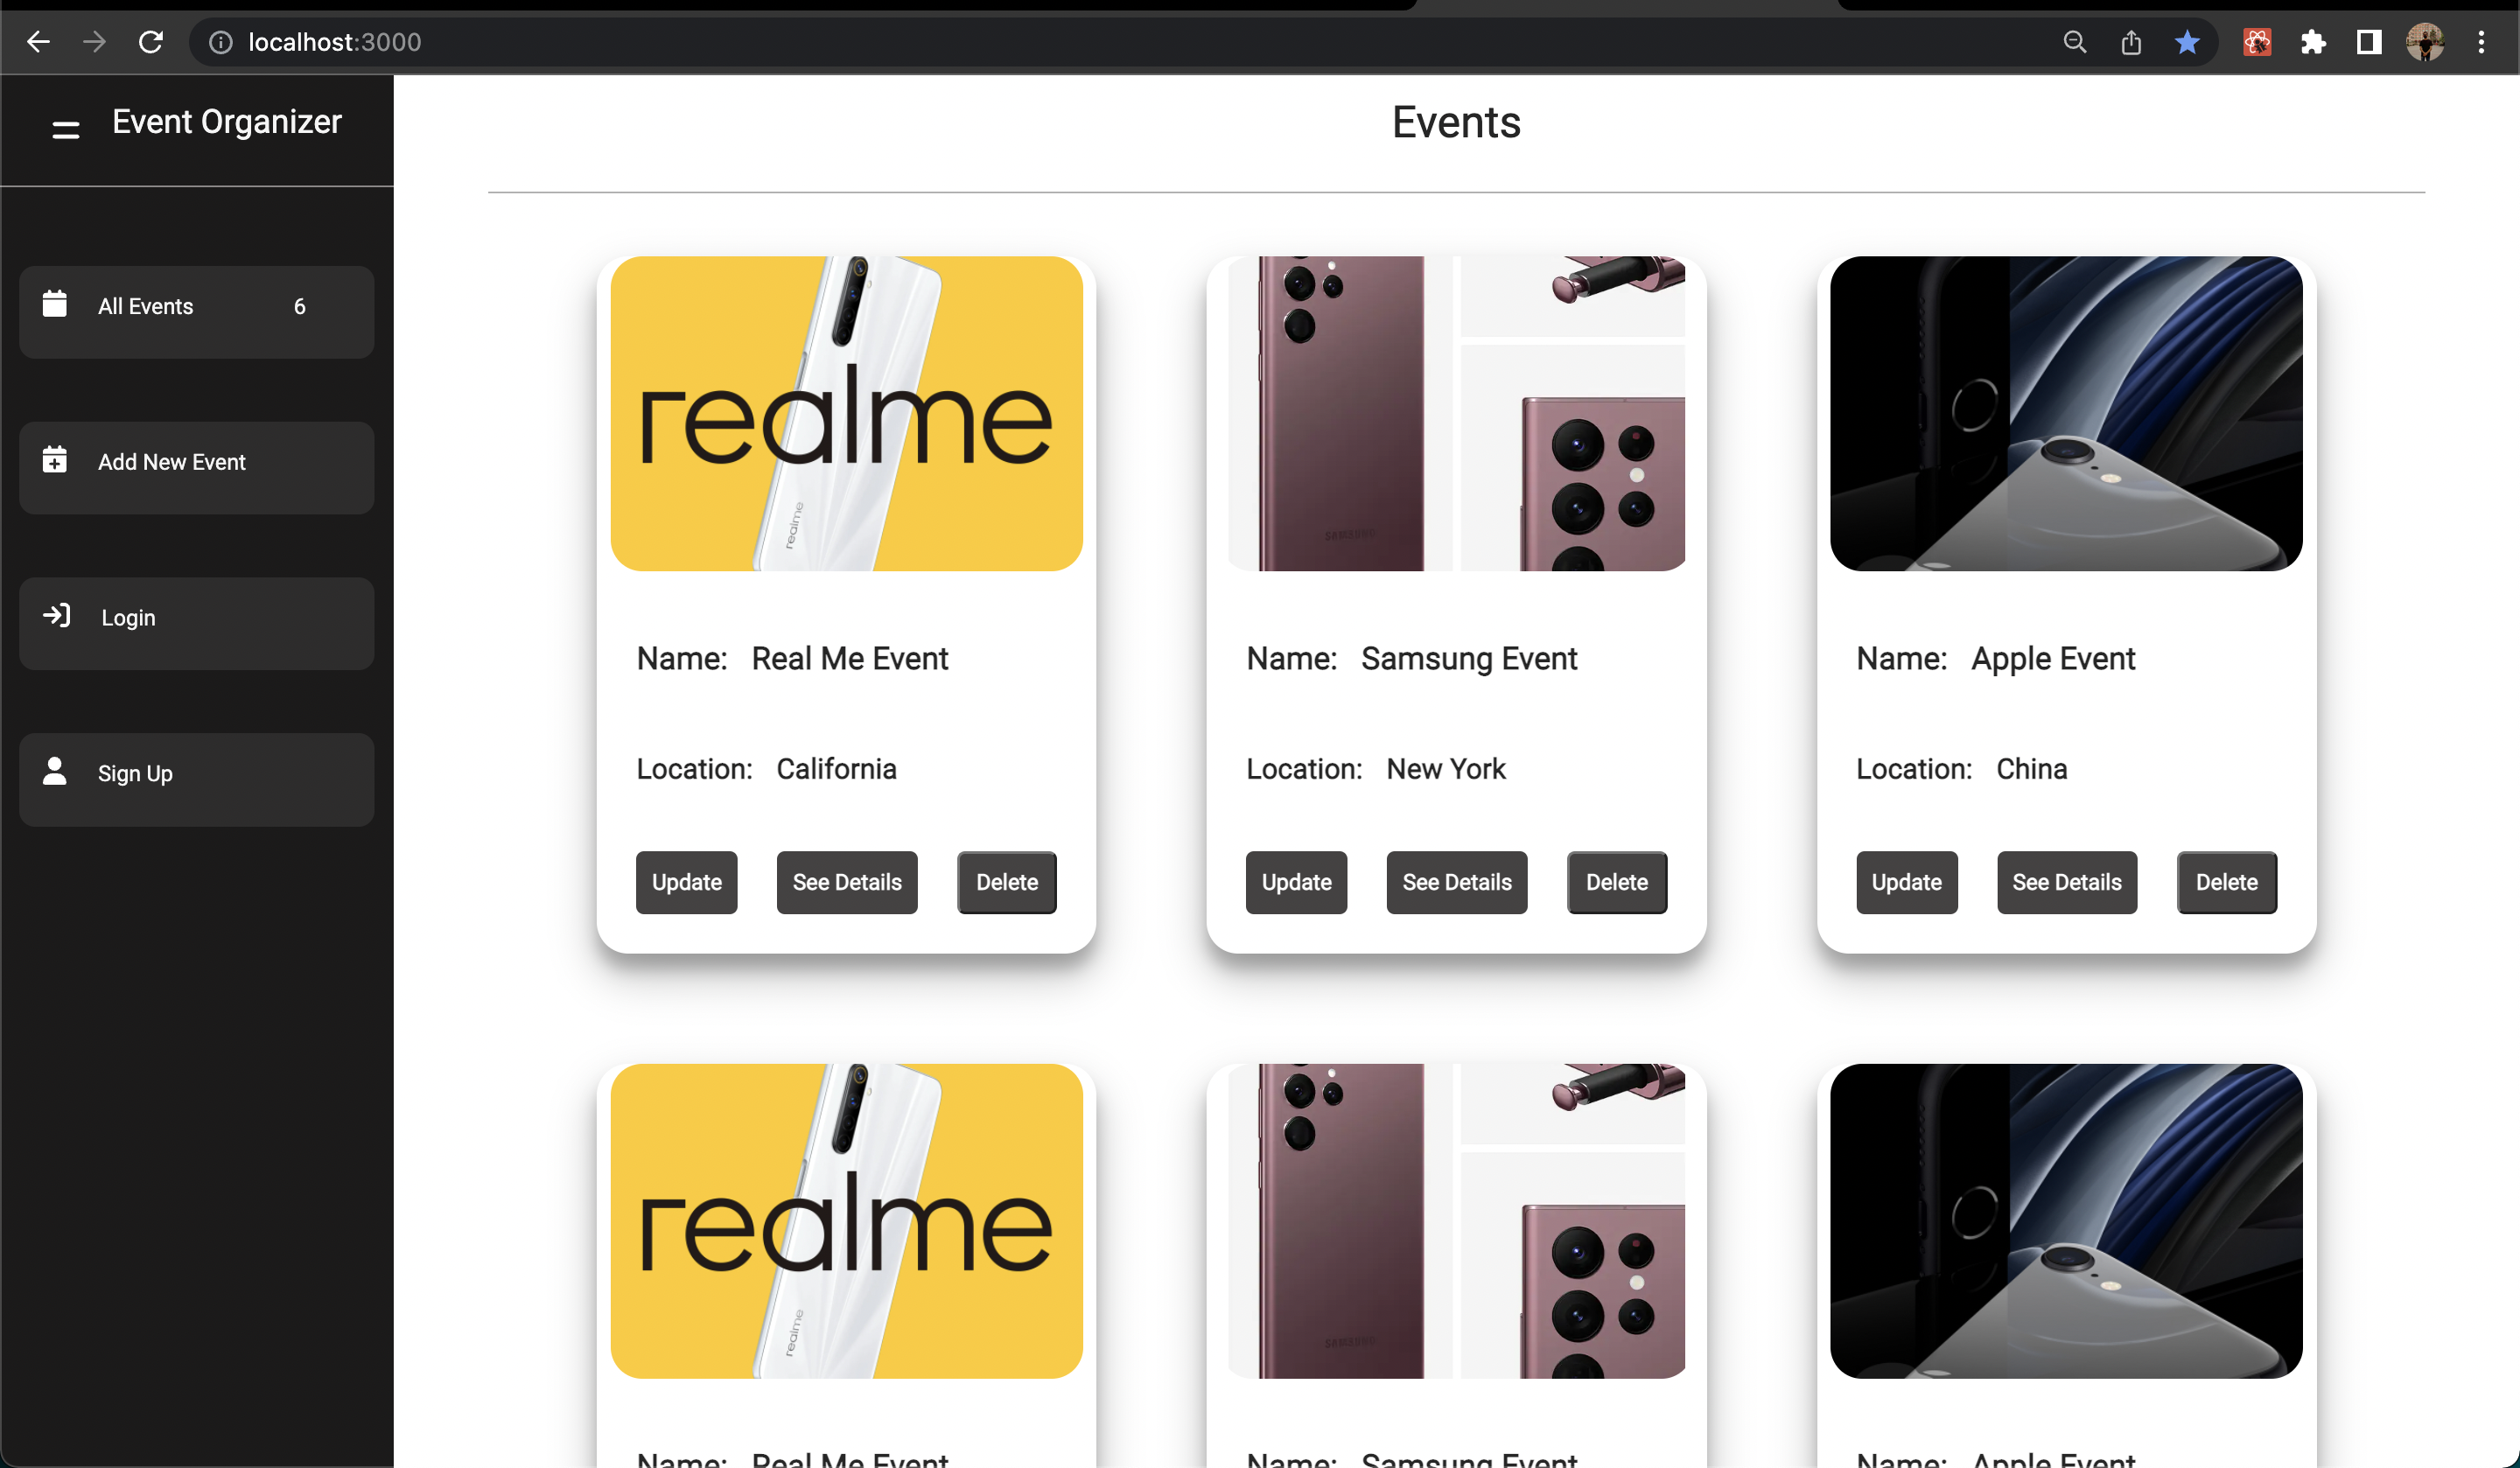 localhost:3000
Event Organizer
All Events 6
Add New Event
Login
Sign Up
Events
realme
realme
SAMSUNG
Name: Real Me Event
Name: Samsung Event
Name: Apple Event
Location: California
Location: New York
Location: China
Update See Details Delete
Update See Details Delete
Update See Details Delete
realme
realme
SAMSUNG
Name: Real Me Event
Name: Samsung Event
Name: Apple Event